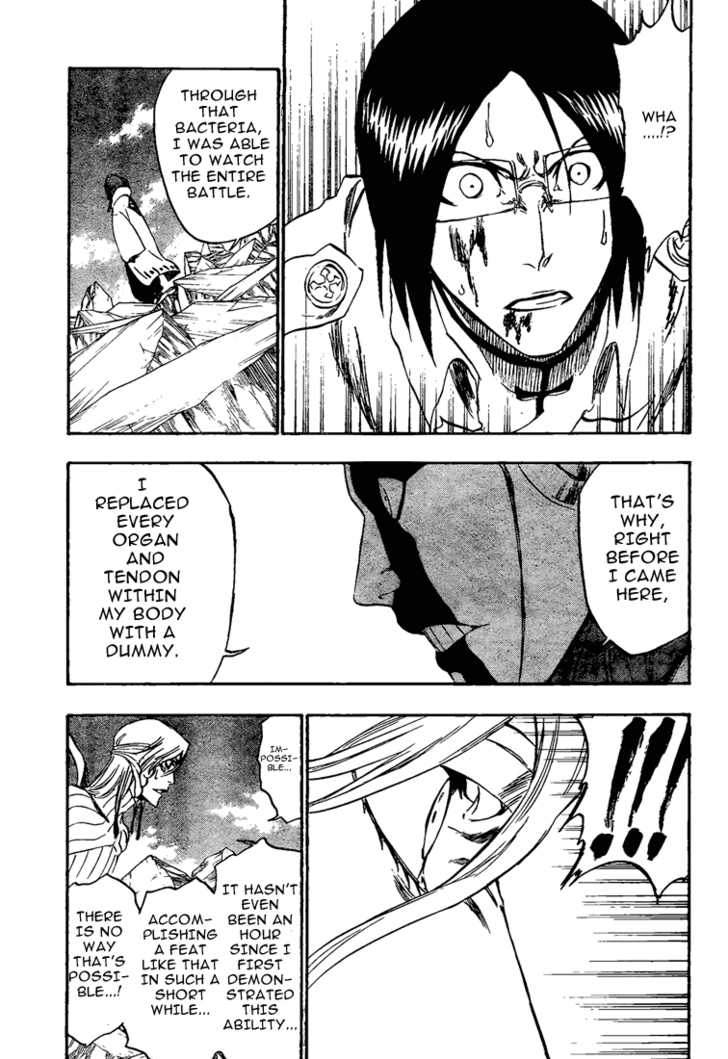 WHA
....!?
THROUGH
THAT
BACTERIA,
I WAS ABLE
TO WATCH
THE ENTIRE
BATTLE.
THAT'S
WHY,
RIGHT
BEFORE
I CAME
HERE,
I
REPLACED
EVERY
ORGAN
AND
TENDON
WITHIN
MY BODY
WITH A
DUMMY.
!!!
IM-
POSSI-
BLE...
IT HASN'T
EVEN
BEEN AN
HOUR
SINCE I
FIRST
DEMON-
STRATED
THIS
ABILITY...
ACCOM-
PLISHING
A FEAT
LIKE THAT
IN SUCH A
SHORT
WHILE...
THERE
IS NO
WAY
THAT'S
POSSI-
BLE...!